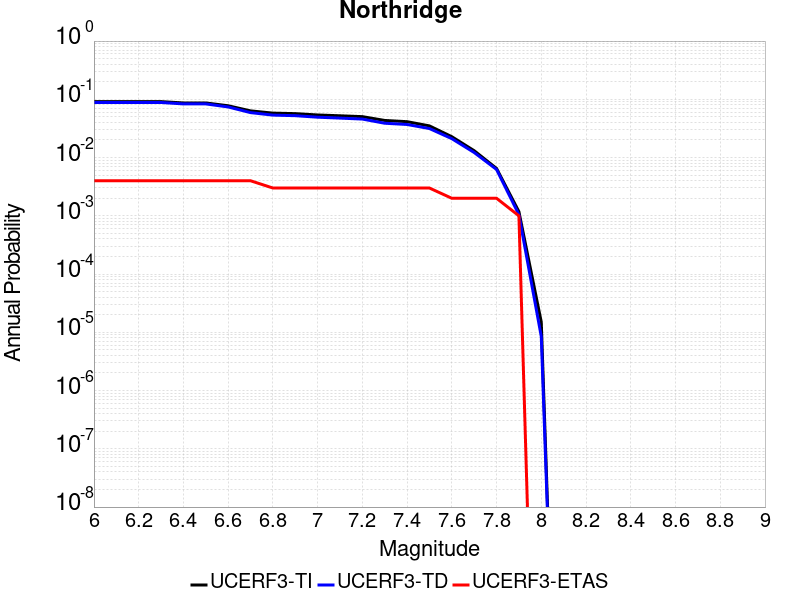 Northridge
10^0
10^-1
10^-2
10^-3
10^-4
10^-5
10^-6
10^-7
10^-8
Annual Probability
6 6.2 6.4 6.6 6.8 7 7.2 7.4 7.6 7.8 8 8.2 8.4 8.6 8.8 9
Magnitude
UCERF3-TI UCERF3-TD UCERF3-ETAS